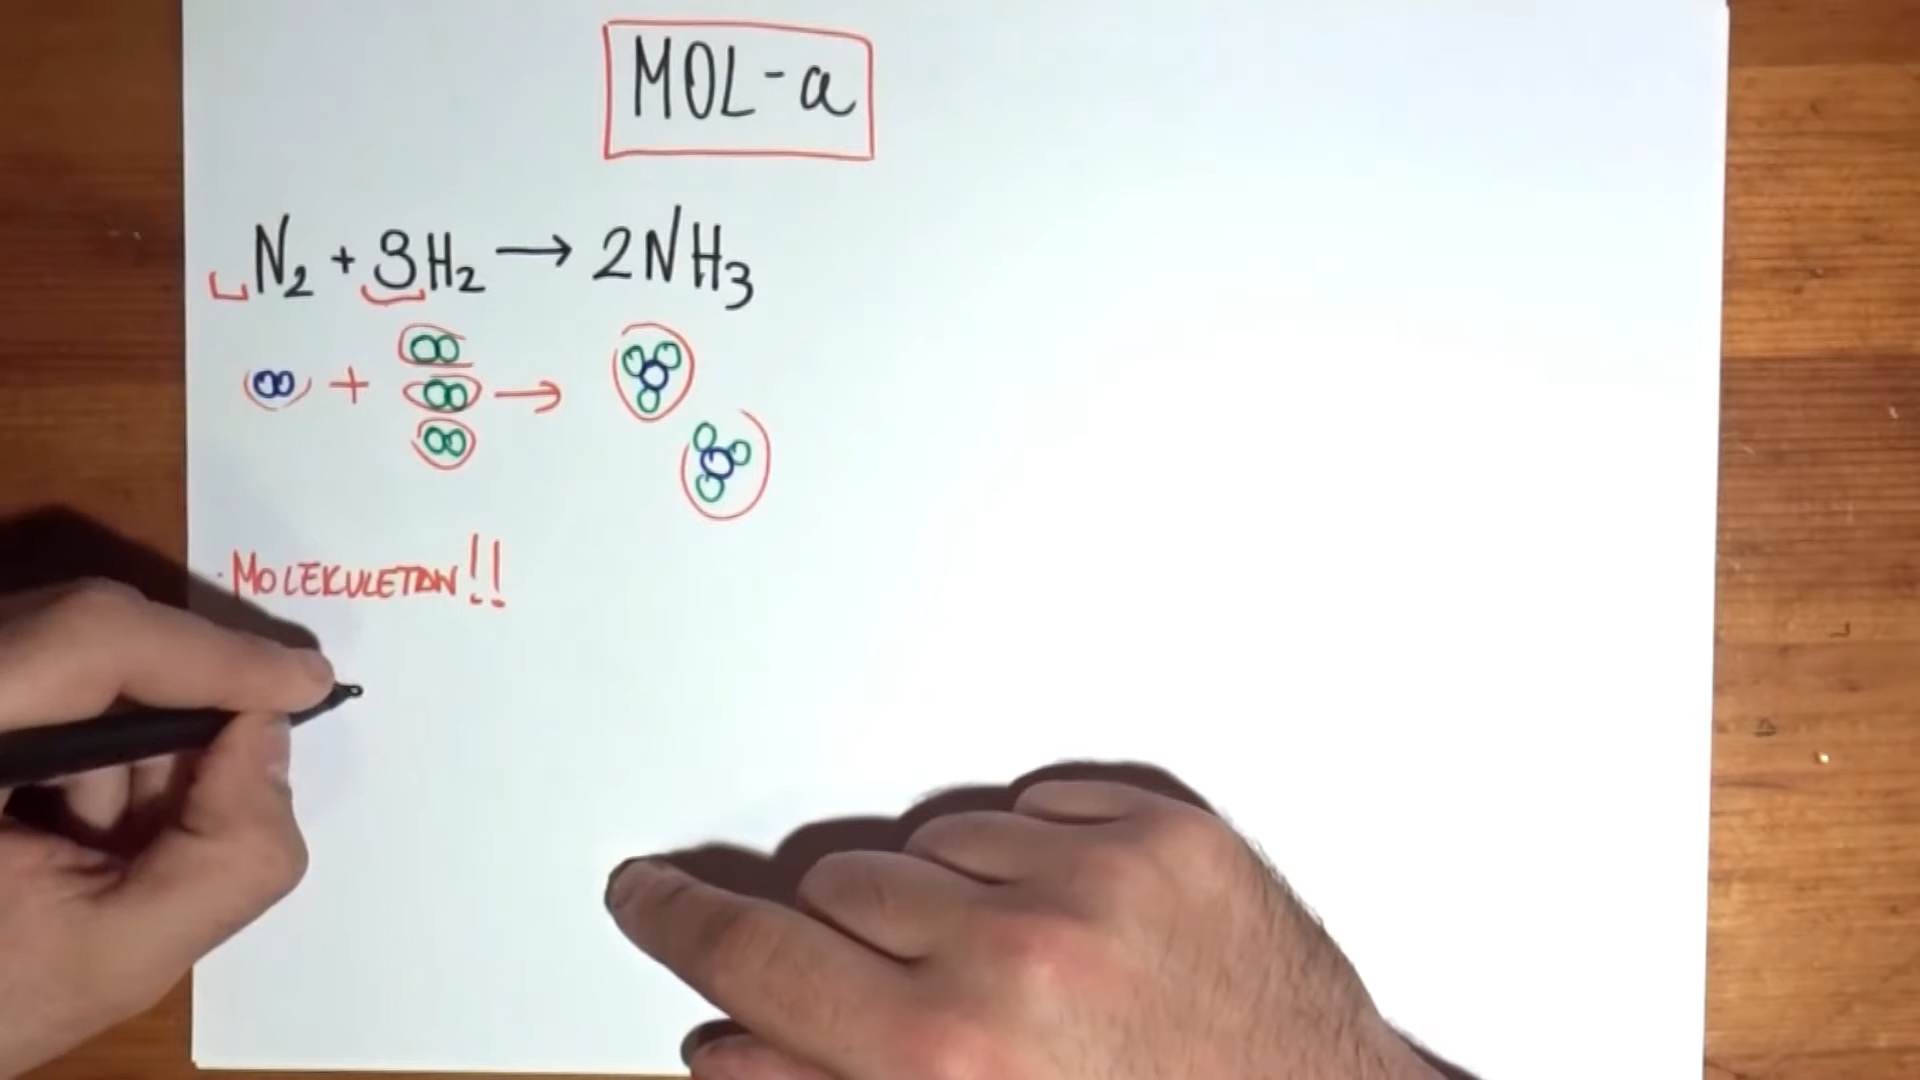 MOL-a
N₂ + 3H₂ → 2NH₃
+ →
MOLEKULETAN!!